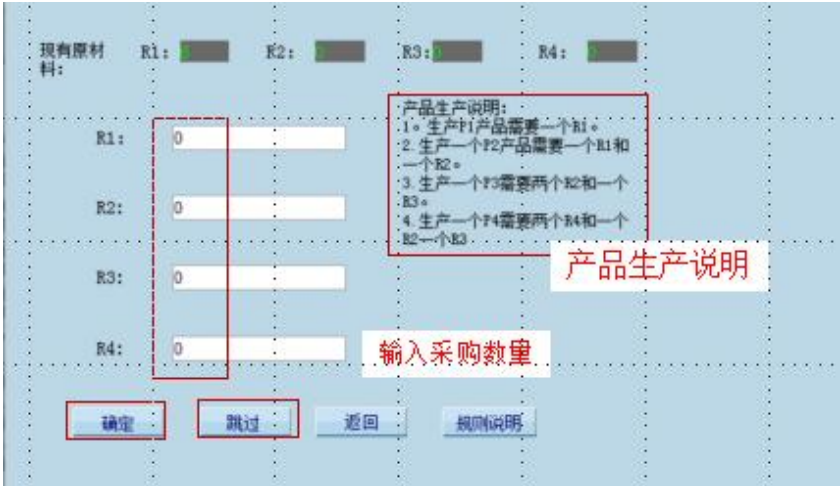 现有原材料： R1: R2: 0 R3: 0 R4: 0
产品生产说明：
1。生产P1产品需要一个R1。
R1: 0
2.生产一个P2产品需要一个R1和
一个R2。
3.生产一个P3需要两个R2和一个
R3。
R2: 0
4.生产一个P4需要两个R4和一个
R2一个R3
产品生产说明
R3: 0
R4: 0
输入采购数量
确定 跳过 返回 规则说明